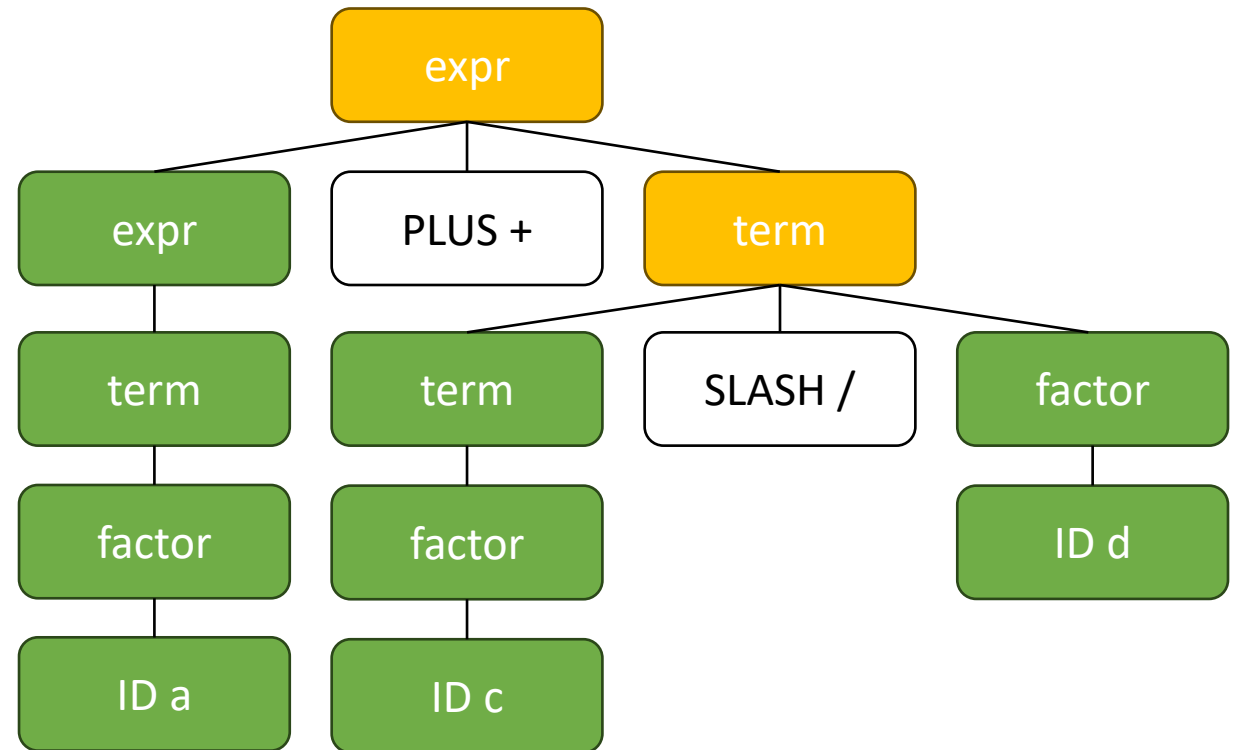 expr
expr
PLUS +
term
term
term
SLASH /
factor
factor
factor
ID d
ID a
ID c